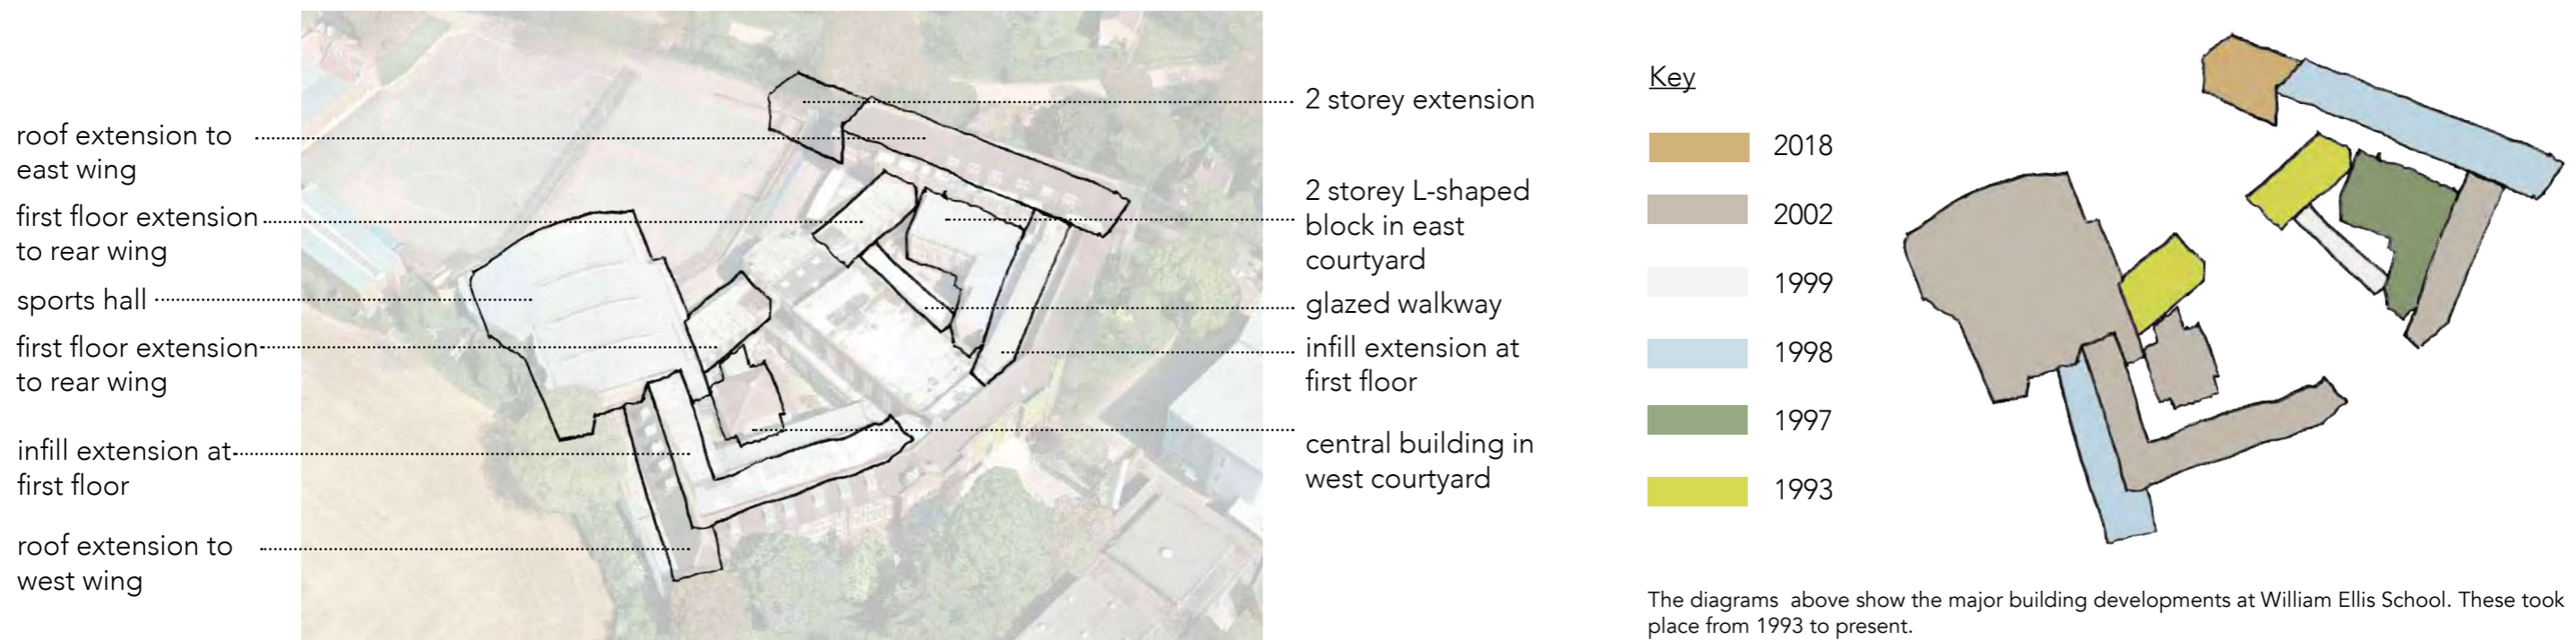 roof extension to
east wing
first floor extension
to rear wing
sports hall
first floor extension
to rear wing
infill extension at
first floor
roof extension to
west wing
2 storey extension
2 storey L-shaped
block in east
courtyard
glazed walkway
infill extension at
first floor
central building in
west courtyard
Key
2018
2002
1999
1998
1997
1993
The diagrams above show the major building developments at William Ellis School. These took
place from 1993 to present.